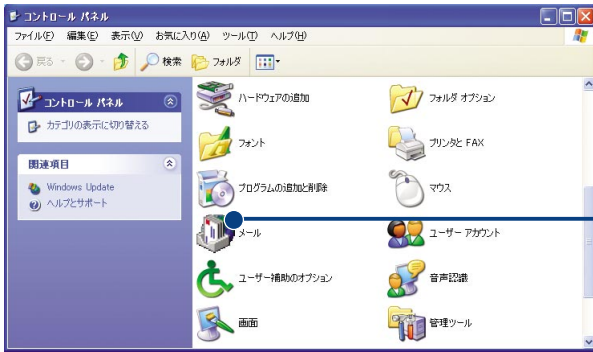 コントロール パネル
ファイル(F) 編集(E) 表示(V) お気に入り(A) ツール(T) ヘルプ(H)
戻る 検索 フォルダ
コントロール パネル
カテゴリの表示に切り替える
関連項目
Windows Update
ヘルプとサポート
ハードウェアの追加 フォルダ オプション
フォント プリンタと FAX
プログラムの追加と削除 マウス
メール ユーザー アカウント
ユーザー補助のオプション 音声認識
画面 管理ツール